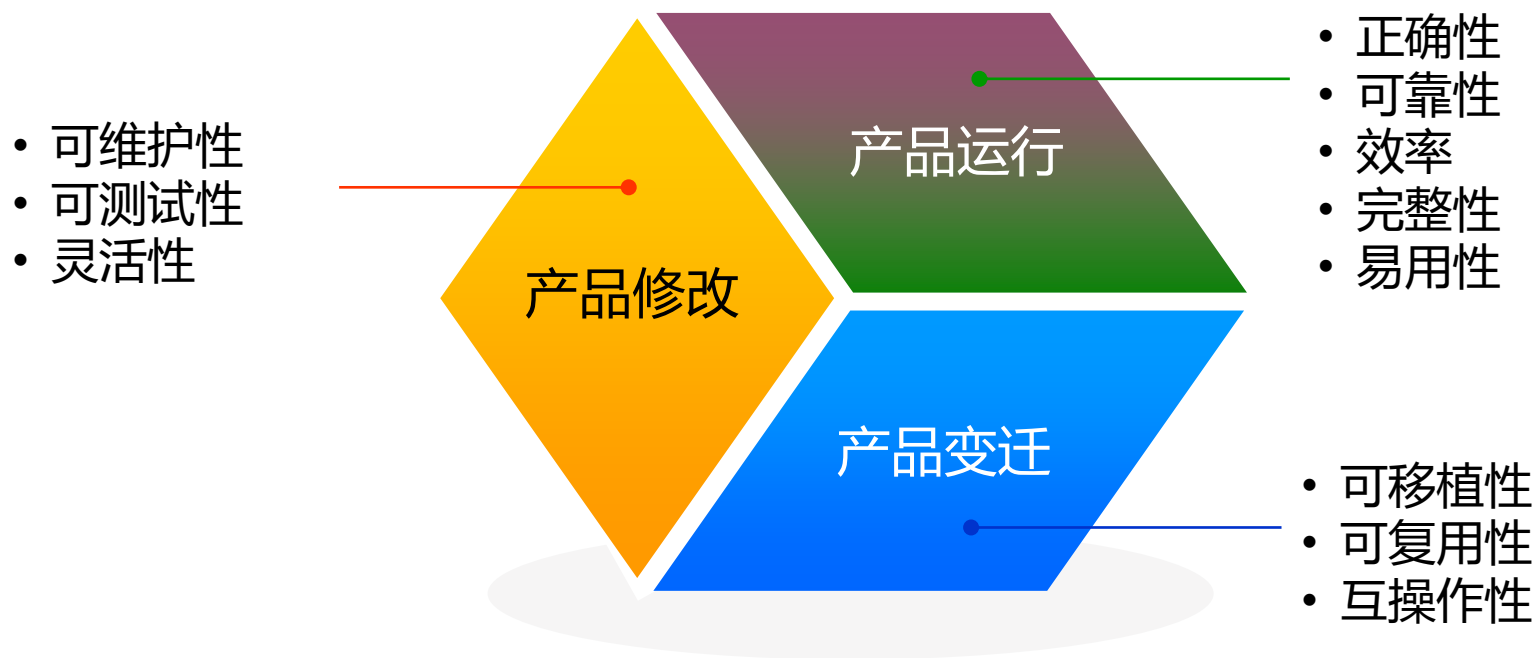 • 可维护性
• 可测试性
• 灵活性
产品修改
产品运行
• 正确性
• 可靠性
• 效率
• 完整性
• 易用性
产品变迁
• 可移植性
• 可复用性
• 互操作性